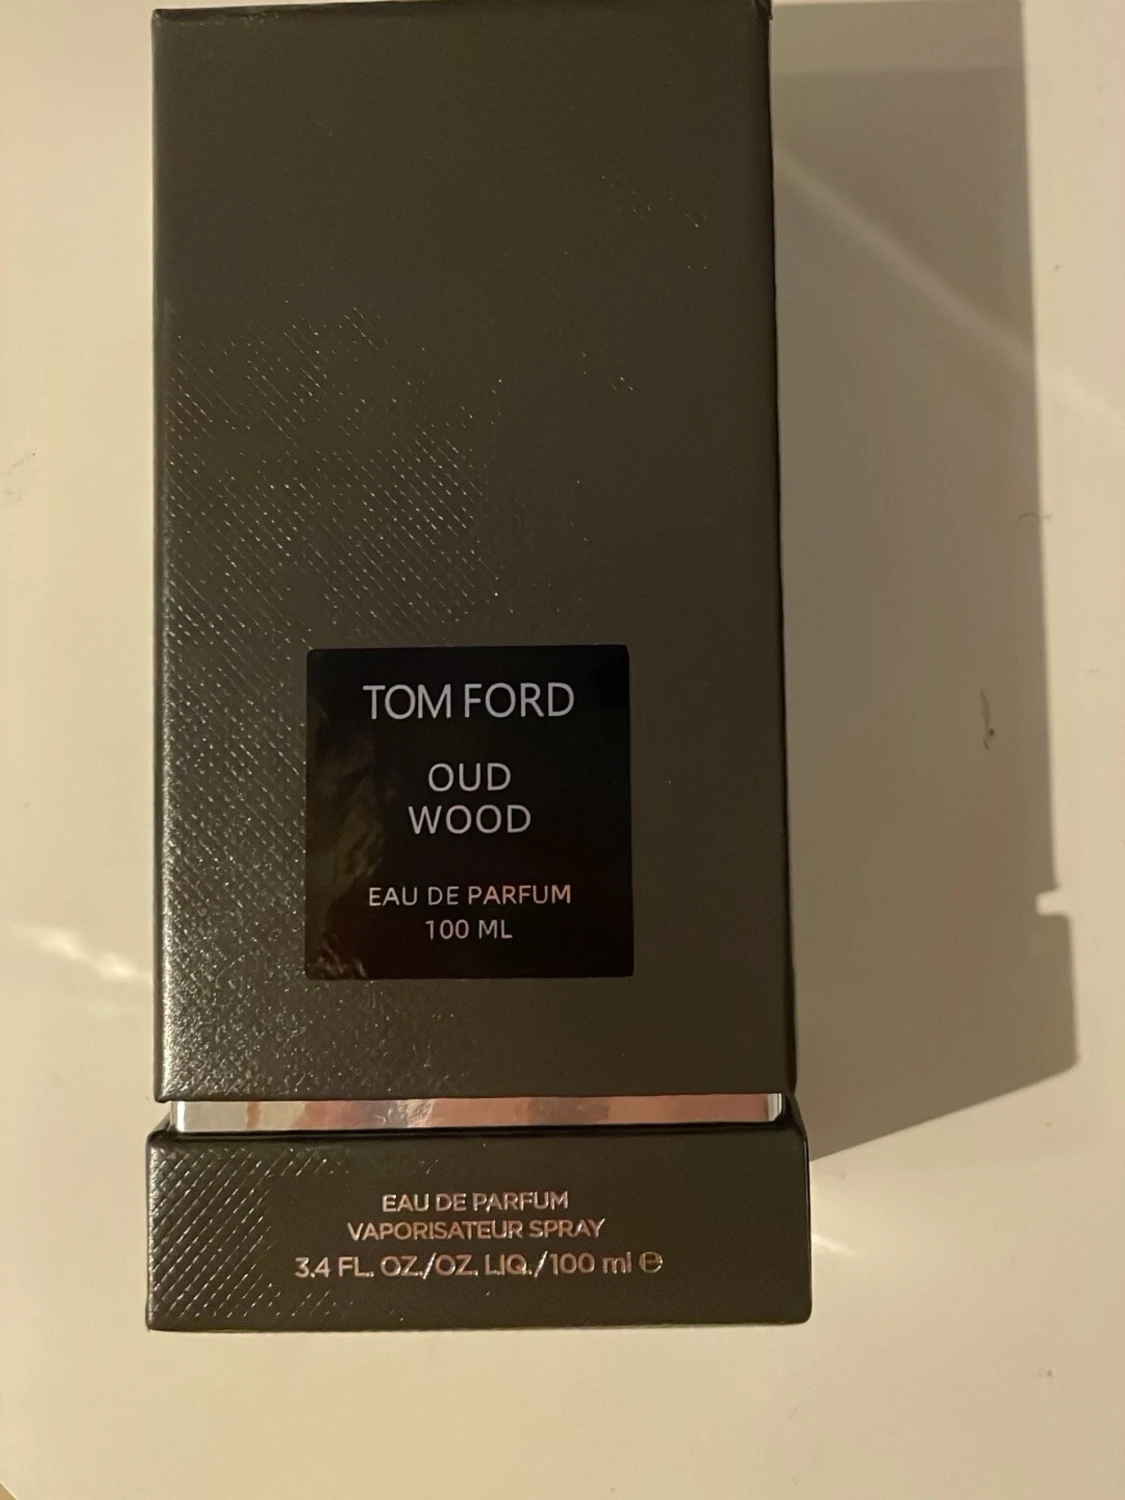 TOM FORD
OUD
WOOD
EAU DE PARFUM
100 ML
EAU DE PARFUM
VAPORISATEUR SPRAY
3.4 FL. OZ./OZ. LIQ./100 ml ℮